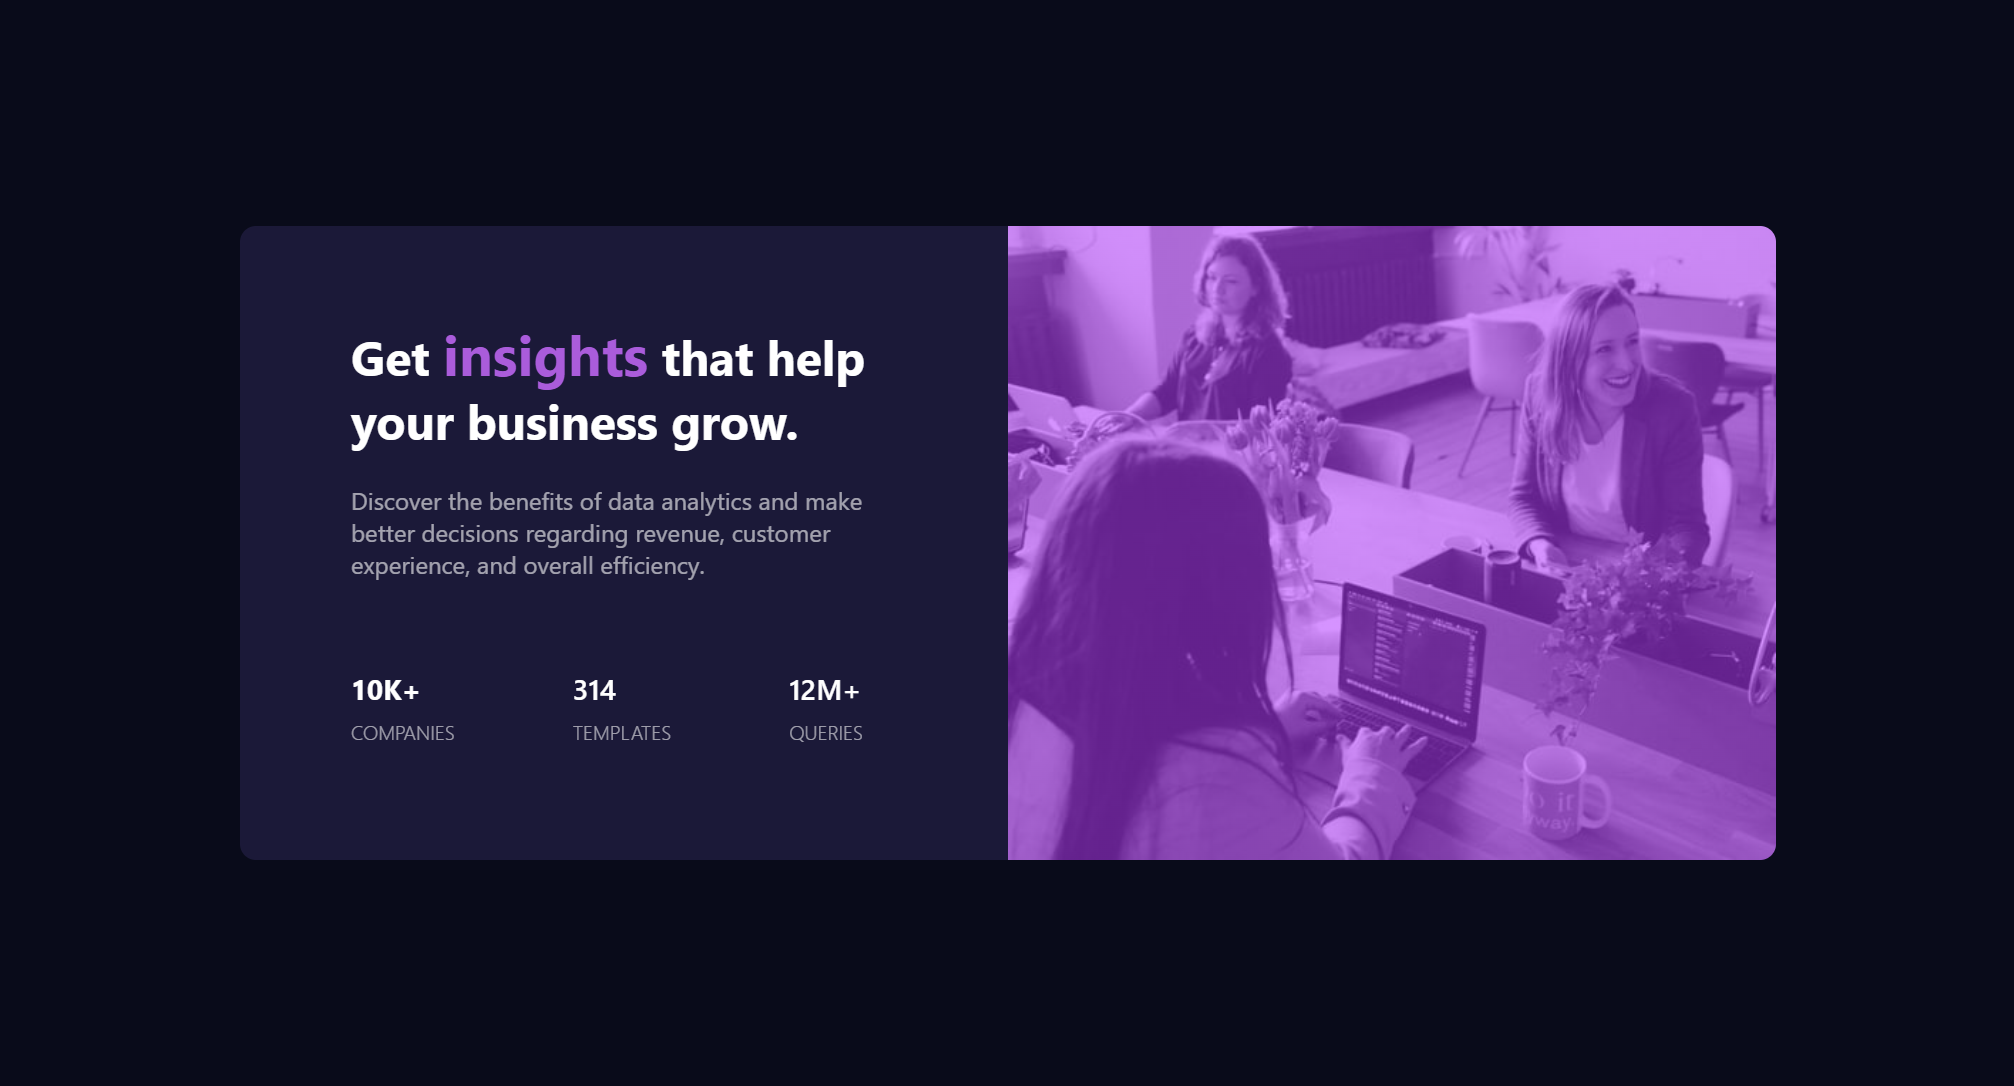 Get insights that help
your business grow.
Discover the benefits of data analytics and make
better decisions regarding revenue, customer
experience, and overall efficiency.
10K+
314
12M+
COMPANIES
TEMPLATES
QUERIES